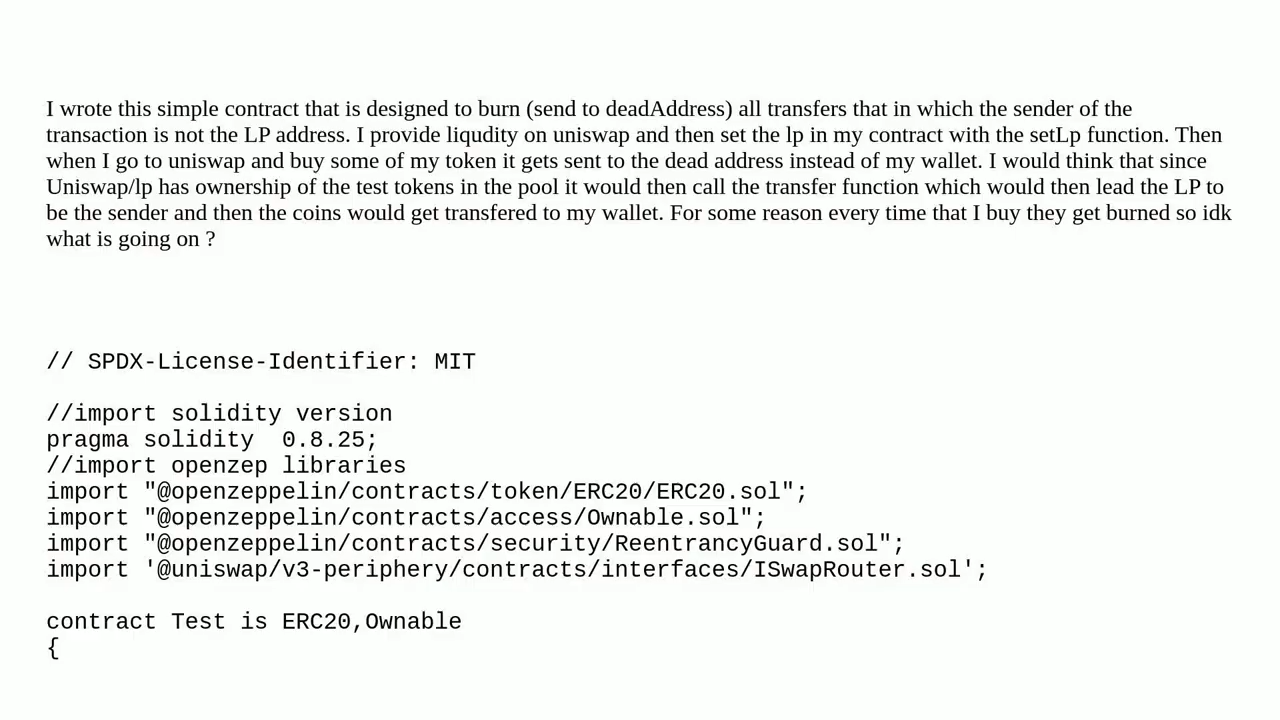 I wrote this simple contract that is designed to burn (send to deadAddress) all transfers that in which the sender of the
transaction is not the LP address. I provide liqudity on uniswap and then set the lp in my contract with the setLp function. Then
when I go to uniswap and buy some of my token it gets sent to the dead address instead of my wallet. I would think that since
Uniswap/lp has ownership of the test tokens in the pool it would then call the transfer function which would then lead the LP to
be the sender and then the coins would get transfered to my wallet. For some reason every time that I buy they get burned so idk
what is going on ?
// SPDX-License-Identifier: MIT
//import solidity version
pragma solidity  0.8.25;
//import openzep libraries
import "@openzeppelin/contracts/token/ERC20/ERC20.sol";
import "@openzeppelin/contracts/access/Ownable.sol";
import "@openzeppelin/contracts/security/ReentrancyGuard.sol";
import '@uniswap/v3-periphery/contracts/interfaces/ISwapRouter.sol';
contract Test is ERC20,Ownable
{